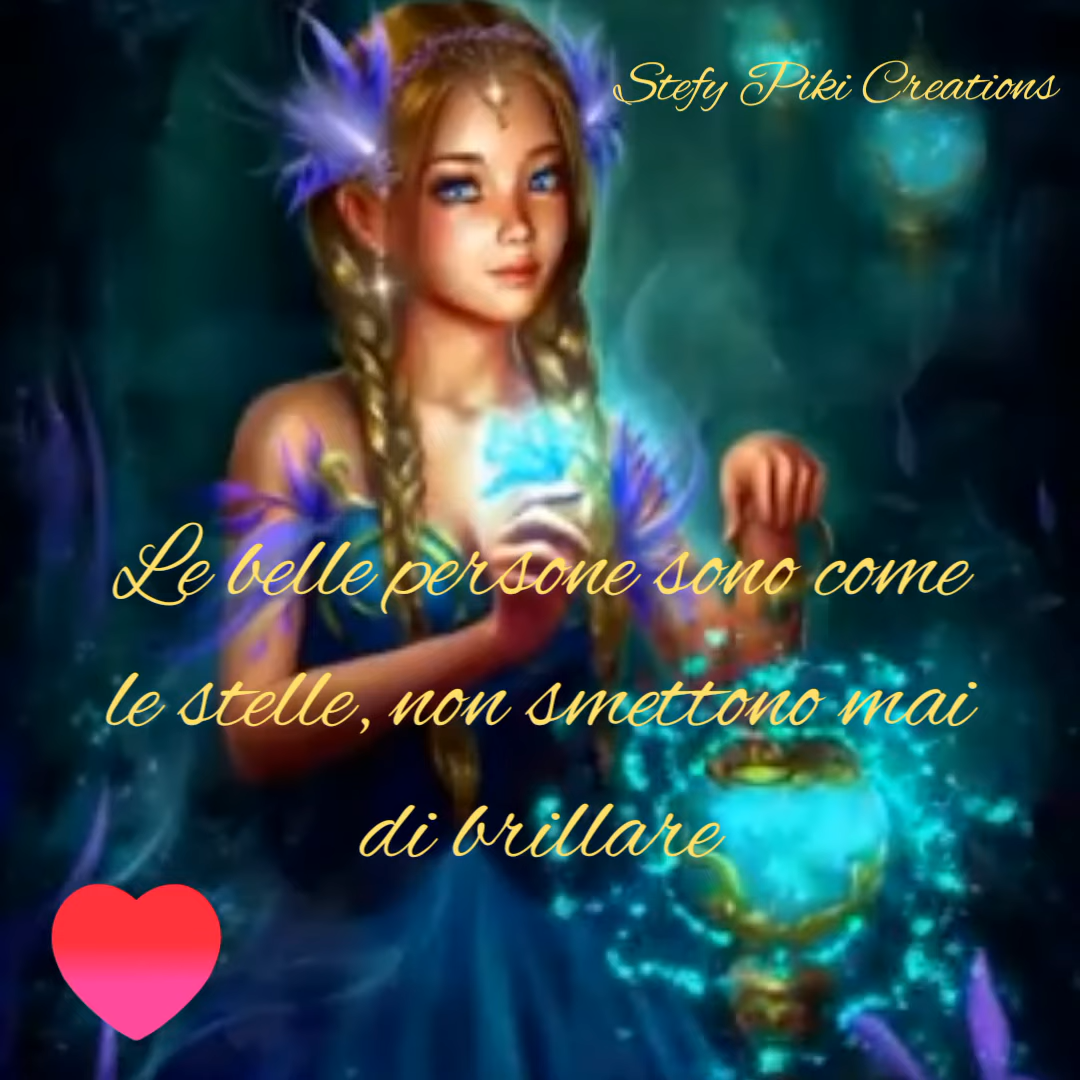 Stefy Piki Creations
Le belle persone sono come
le stelle, non smettono mai
di brillare